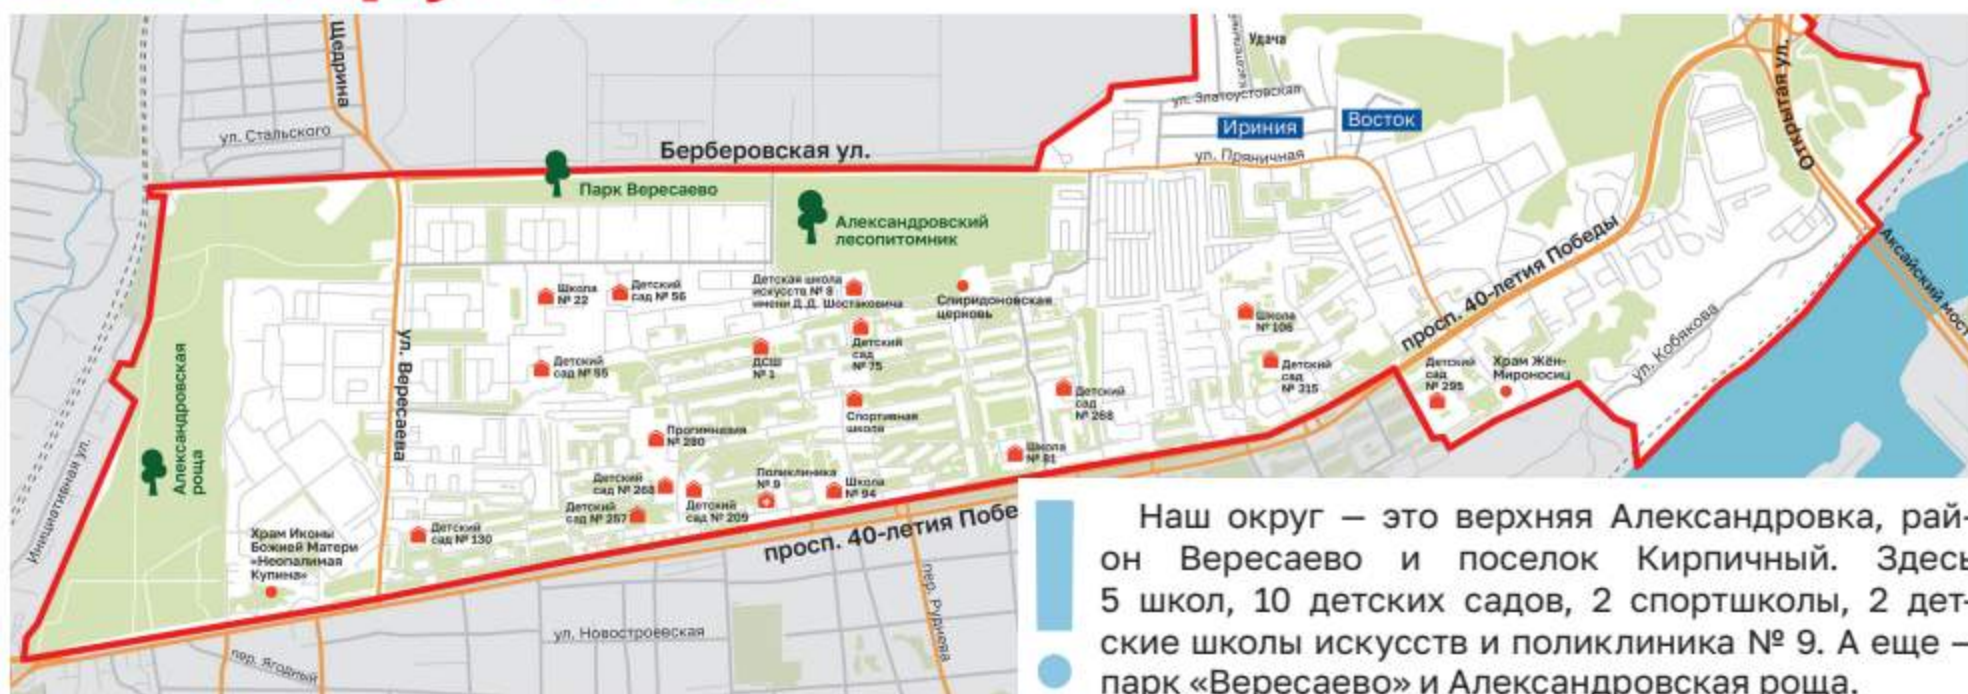 Щедрина
ул. Стальского
Берберовская ул.
Парк Вересаево
Александровский
лесопитомник
Удача
ул. Златоустовская
Ириния
Восток
ул. Пряничная
Открытая ул.
Аксайский мост
просп. 40-летия Победы
ул. Кобякова
Школа
№ 22
Детский
сад № 56
Детская школа
искусств № 8
имени Д.Д. Шостаковича
Спиридоновская
церковь
Детский
сад № 55
ДСШ
№ 1
Детский
сад
№ 75
Школа
№ 106
Детский
сад
№ 315
Детский
сад
№ 295
Храм Жён-
Мироносиц
Спортивная
школа
Детский
сад
№ 268
Прогимназия
№ 280
Школа
№ 81
Детский
сад № 263
Детский
сад № 257
Детский
сад № 209
Поликлиника
№ 9
Школа
№ 94
Детский
сад № 130
Храм Иконы
Божией Матери
«Неопалимая
Купина»
Александровская
роща
Инициативная ул.
ул. Вересаева
просп. 40-летия Побе
ул. Новостроевская
пер. Ягодный
пер. Руднева
Наш округ – это верхняя Александровка, рай-
он Вересаево и поселок Кирпичный. Здесь
5 школ, 10 детских садов, 2 спортшколы, 2 дет-
ские школы искусств и поликлиника № 9. А еще –
парк «Вересаево» и Александровская роща.